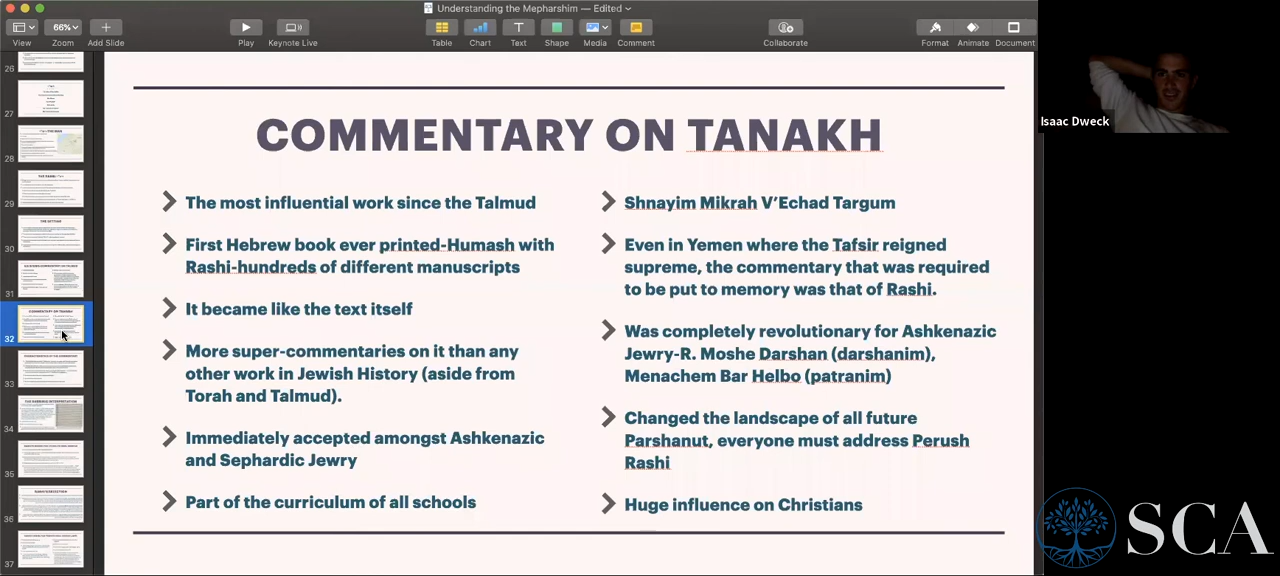 Understanding the Mepharshim — Edited
66%
View
Zoom
Add Slide
Play
Keynote Live
Table
Chart
Text
Shape
Media
Comment
Collaborate
Format
Animate
Document
26
27
28
29
30
31
32
33
34
35
36
37
COMMENTARY ON TANAKH
The most influential work since the Talmud
First Hebrew book ever printed-Humash with
Rashi-hundreds of different manuscripts
It became like the text itself
More super-commentaries on it than any
other work in Jewish History (aside from
Torah and Talmud).
Immediately accepted amongst Ashkenazic
and Sephardic Jewry
Part of the curriculum of all schools
Shnayim Mikrah V'Echad Targum
Even in Yemen where the Tafsir reigned
supreme, the commentary that was required
to be put to memory was that of Rashi.
Was completely revolutionary for Ashkenazic
Jewry-R. Moshe Dershan (darshanim),
Menachem Bar Helbo (patranim)
Changed the landscape of all future
Parshanut, everyone must address Perush
Rashi
Huge influence on Christians
Isaac Dweck
SCA